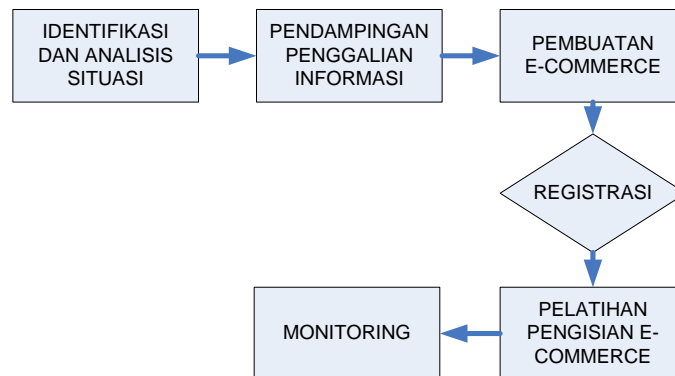 IDENTIFIKASI
DAN ANALISIS
SITUASI
PENDAMPINGAN
PENGGALIAN
INFORMASI
PEMBUATAN
E-COMMERCE
REGISTRASI
PELATIHAN
PENGISIAN E-
COMMERCE
MONITORING